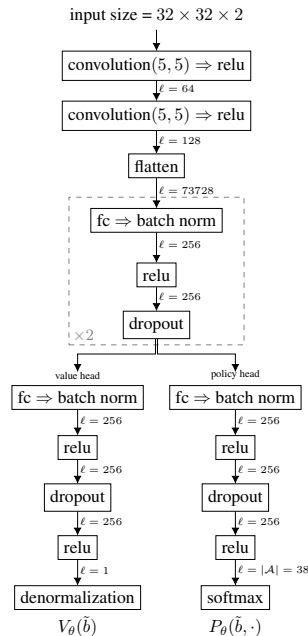 input size = 32 × 32 × 2
convolution(5, 5) ⇒ relu
ℓ = 64
convolution(5, 5) ⇒ relu
ℓ = 128
flatten
ℓ = 73728
fc ⇒ batch norm
ℓ = 256
relu
ℓ = 256
dropout
×2
value head
policy head
fc ⇒ batch norm
fc ⇒ batch norm
ℓ = 256
ℓ = 256
relu
relu
ℓ = 256
ℓ = 256
dropout
dropout
ℓ = 256
ℓ = 256
relu
relu
ℓ = 1
ℓ = |𝒜| = 38
denormalization
softmax
V_θ(b̃)
P_θ(b̃, ·)